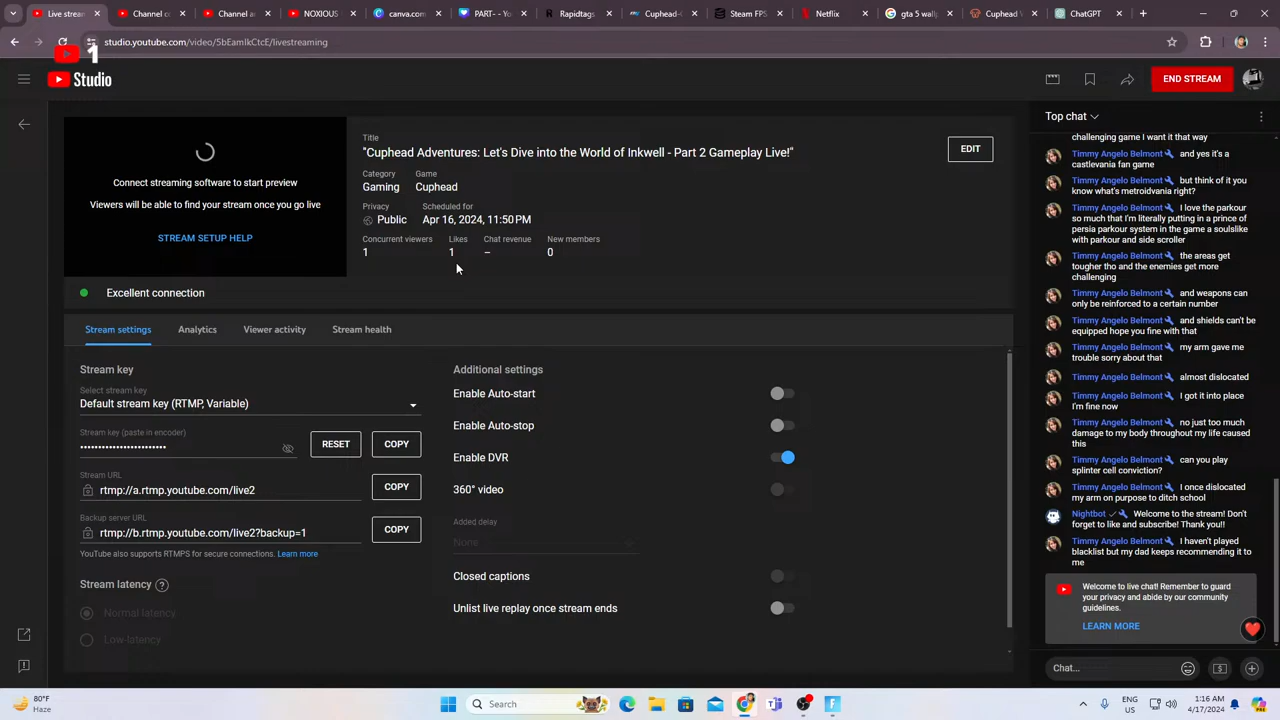 Live stream
Channel c
Channel a
NOXIOUS
canva.com
PART- - Yo
Rapidtags
Cuphead-
Steam FPS
Netflix
gta 5 wallp
Cuphead
ChatGPT
studio.youtube.com/video/5bEamIkCtcE/livestreaming
1
Studio
END STREAM
Connect streaming software to start preview
Viewers will be able to find your stream once you go live
STREAM SETUP HELP
Title
"Cuphead Adventures: Let's Dive into the World of Inkwell - Part 2 Gameplay Live!"
EDIT
Category Game
Gaming Cuphead
Privacy Scheduled for
Public Apr 16, 2024, 11:50 PM
Concurrent viewers Likes Chat revenue New members
1 1 – 0
Excellent connection
Stream settings Analytics Viewer activity Stream health
Stream key
Select stream key
Default stream key (RTMP, Variable)
Stream key (paste in encoder)
••••••••••••••••••••••••
RESET COPY
Stream URL
rtmp://a.rtmp.youtube.com/live2
COPY
Backup server URL
rtmp://b.rtmp.youtube.com/live2?backup=1
COPY
YouTube also supports RTMPS for secure connections. Learn more
Stream latency ?
Normal latency
Low-latency
Additional settings
Enable Auto-start
Enable Auto-stop
Enable DVR
360° video
Added delay
None
Closed captions
Unlist live replay once stream ends
Top chat
challenging game I want it that way
Timmy Angelo Belmont and yes it's a
castlevania fan game
Timmy Angelo Belmont but think of it you
know what's metroidvania right?
Timmy Angelo Belmont I love the parkour
so much that I'm literally putting in a prince of
persia parkour system in the game a soulslike
with parkour and side scroller
Timmy Angelo Belmont the areas get
tougher tho and the enemies get more
challenging
Timmy Angelo Belmont and weapons can
only be reinforced to a certain number
Timmy Angelo Belmont and shields can't be
equipped hope you fine with that
Timmy Angelo Belmont my arm gave me
trouble sorry about that
Timmy Angelo Belmont almost dislocated
Timmy Angelo Belmont I got it into place
I'm fine now
Timmy Angelo Belmont no just too much
damage to my body throughout my life caused
this
Timmy Angelo Belmont can you play
splinter cell conviction?
Timmy Angelo Belmont I once dislocated
my arm on purpose to ditch school
Nightbot Welcome to the stream! Don't
forget to like and subscribe! Thank you!!
Timmy Angelo Belmont I haven't played
blacklist but my dad keeps recommending it to
me
Welcome to live chat! Remember to guard
your privacy and abide by our community
guidelines.
LEARN MORE
Chat...
80°F
Haze
Search
ENG
US
1:16 AM
4/17/2024